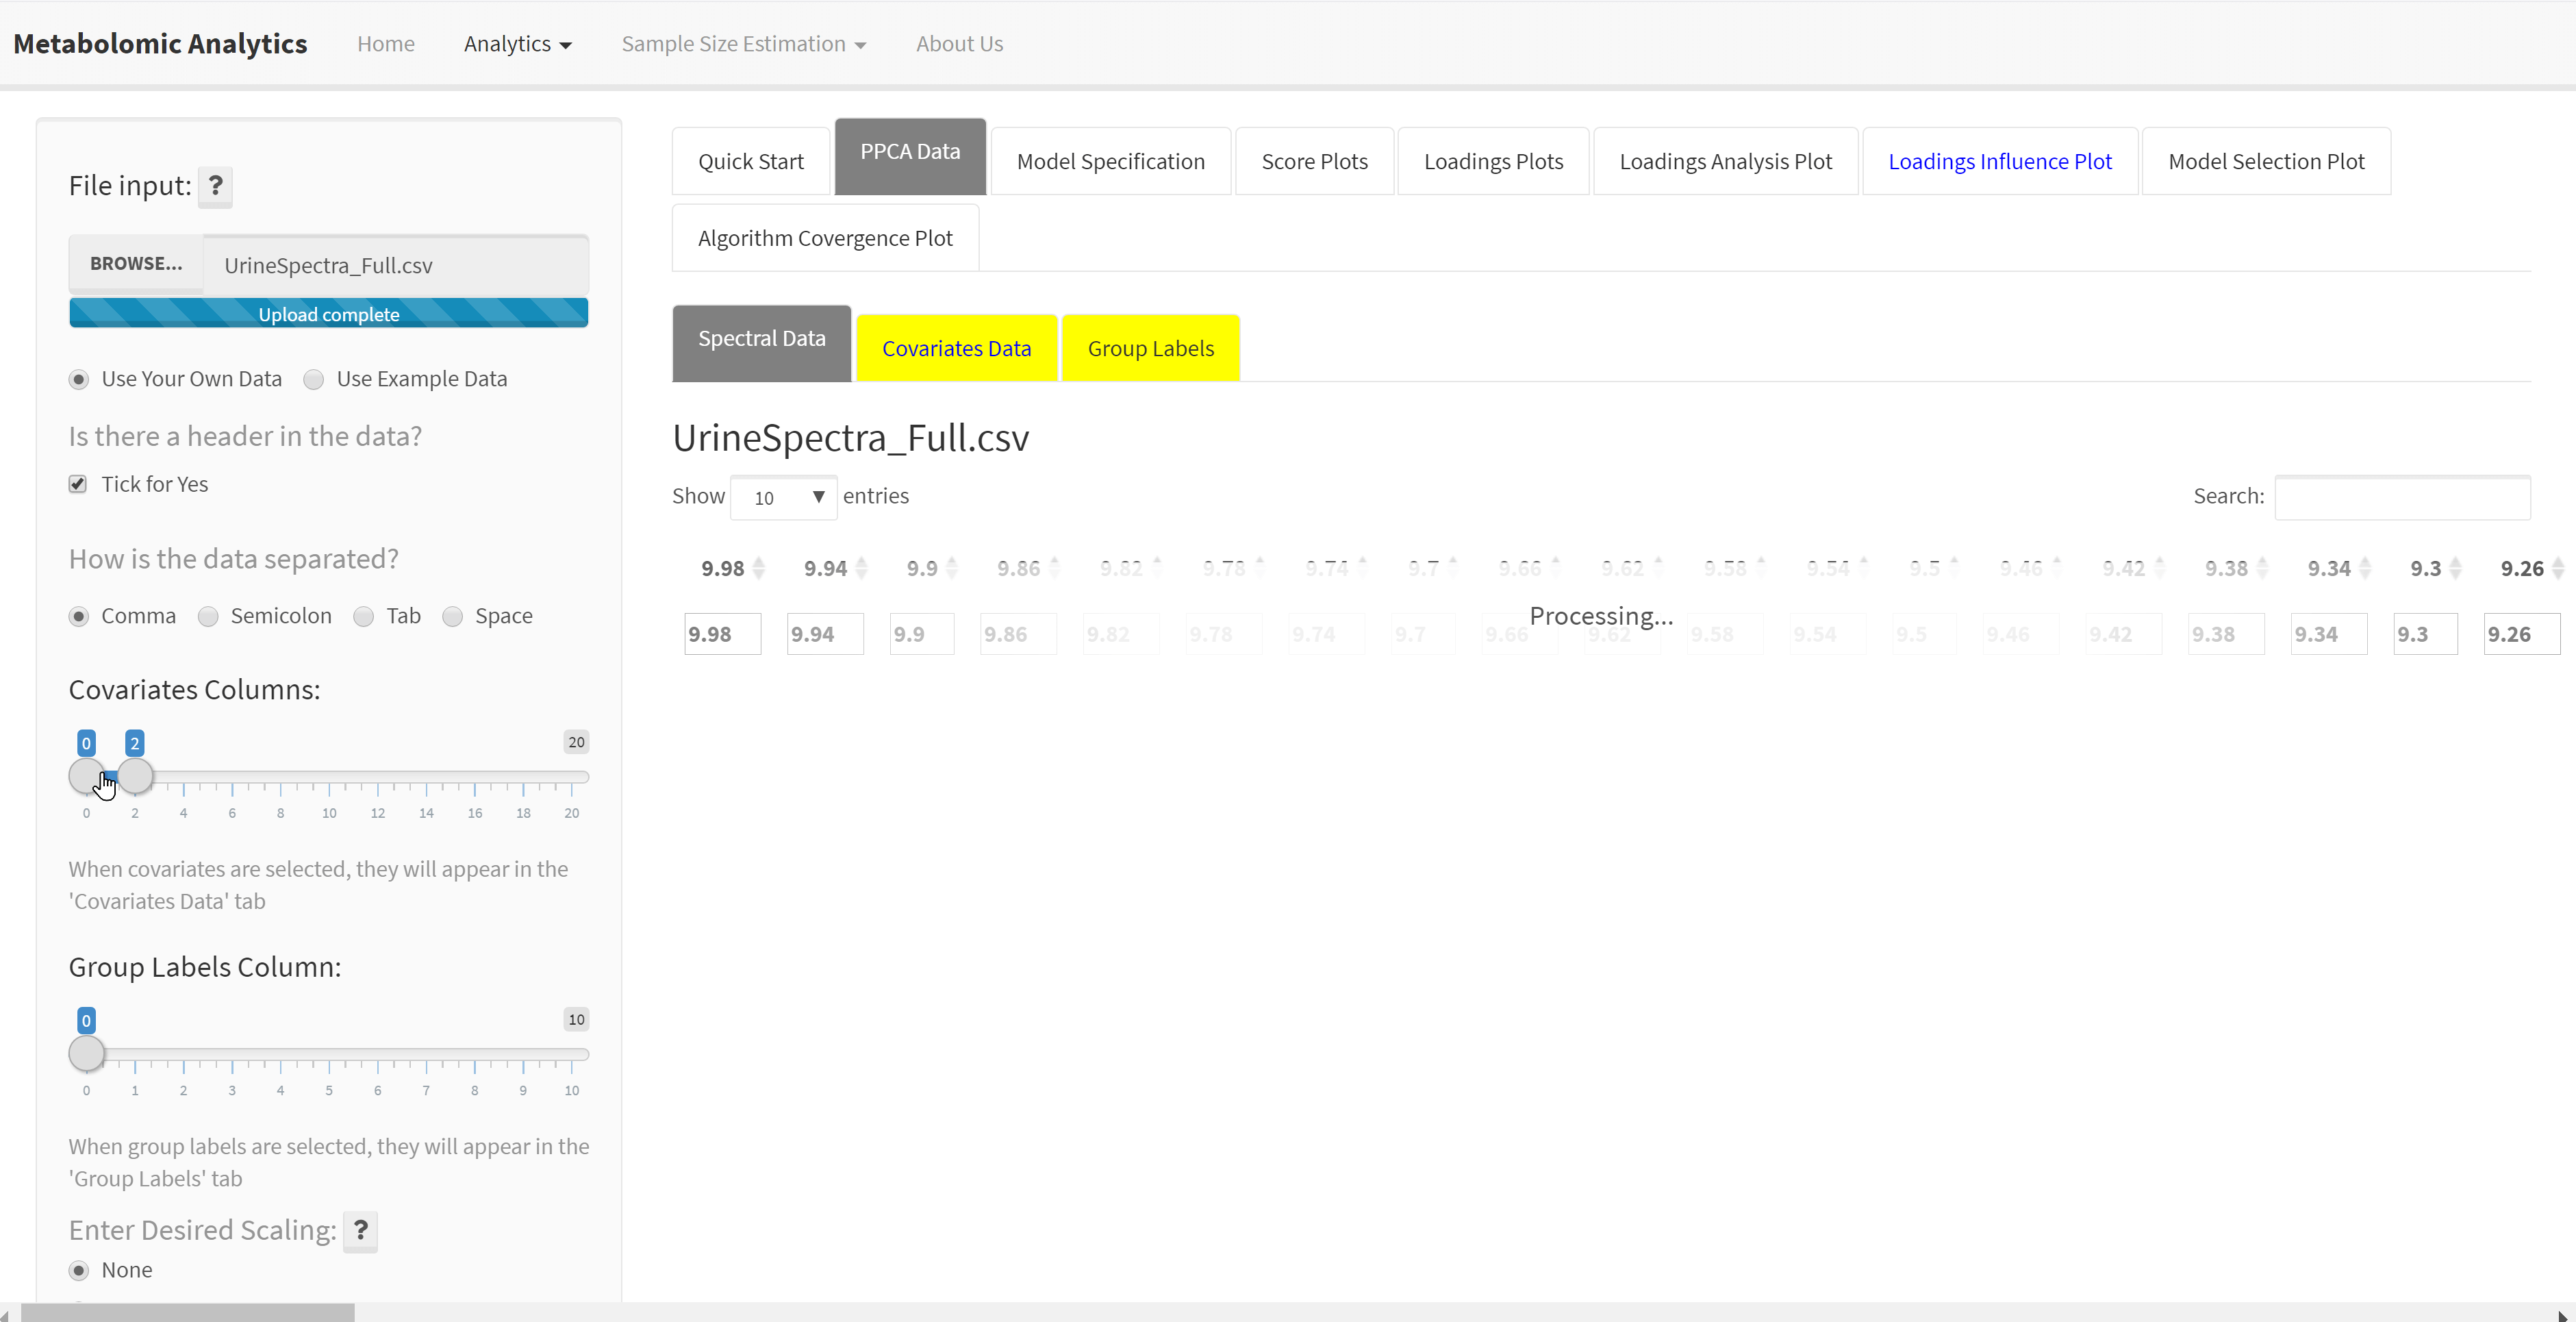 Metabolomic Analytics Home Analytics Sample Size Estimation About Us
File input: ?
BROWSE... UrineSpectra_Full.csv
Upload complete
Use Your Own Data Use Example Data
Is there a header in the data?
Tick for Yes
How is the data separated?
Comma Semicolon Tab Space
Covariates Columns:
0 2 20
0 2 4 6 8 10 12 14 16 18 20
When covariates are selected, they will appear in the
'Covariates Data' tab
Group Labels Column:
0 10
0 1 2 3 4 5 6 7 8 9 10
When group labels are selected, they will appear in the
'Group Labels' tab
Enter Desired Scaling: ?
None
Quick Start PPCA Data Model Specification Score Plots Loadings Plots Loadings Analysis Plot Loadings Influence Plot Model Selection Plot
Algorithm Covergence Plot
Spectral Data Covariates Data Group Labels
UrineSpectra_Full.csv
Show 10 entries Search:
9.98 9.94 9.9 9.86 9.82 9.78 9.74 9.7 9.66 9.62 9.58 9.54 9.5 9.46 9.42 9.38 9.34 9.3 9.26
Processing...
9.98 9.94 9.9 9.86 9.82 9.78 9.74 9.7 9.66 9.62 9.58 9.54 9.5 9.46 9.42 9.38 9.34 9.3 9.26